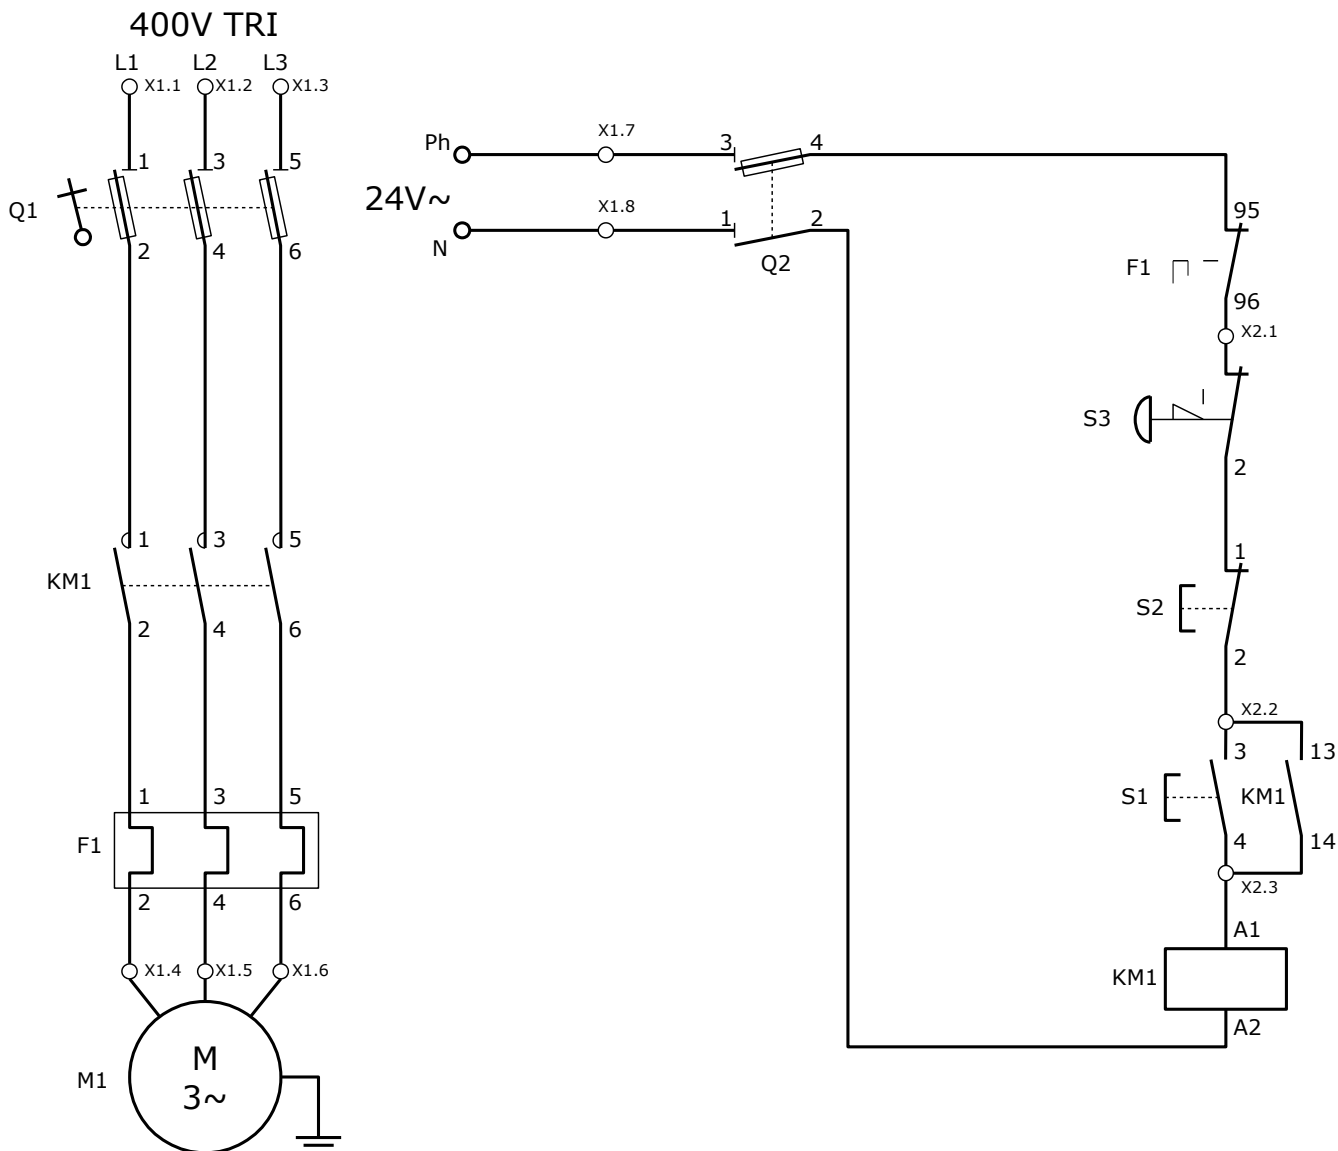 400V TRI
L1 L2 L3
X1.1 X1.2 X1.3
1 3 5
Q1
2 4 6
1 3 5
KM1
2 4 6
1 3 5
F1
2 4 6
X1.4 X1.5 X1.6
M
3~
M1
Ph X1.7 3 4
24V~
N X1.8 1 2
Q2
95
F1
96
X2.1
S3
2
1
S2
2
X2.2
3 13
S1 KM1
4 14
X2.3
A1
KM1
A2